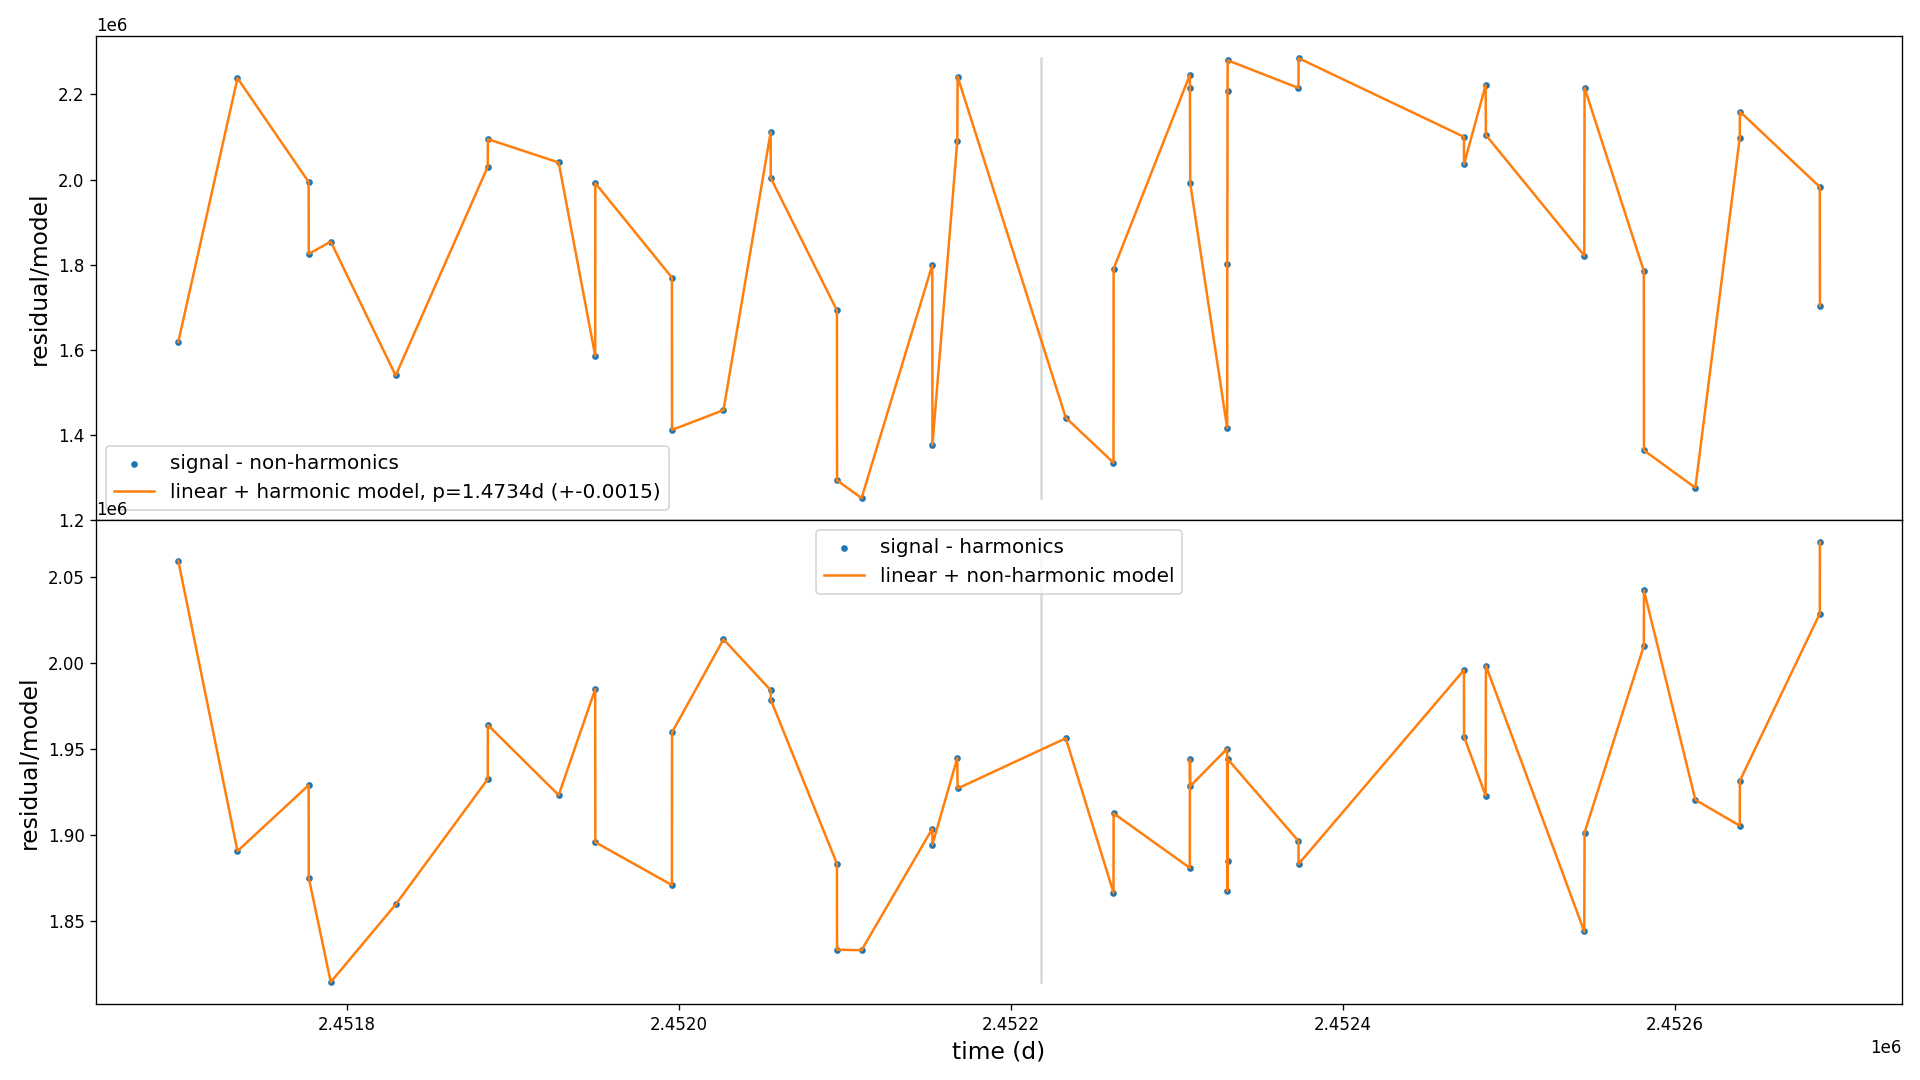 1e6
residual/model
2.2
2.0
1.8
1.6
1.4
1.2
signal - non-harmonics
linear + harmonic model, p=1.4734d (+-0.0015)
1e6
residual/model
2.05
2.00
1.95
1.90
1.85
signal - harmonics
linear + non-harmonic model
2.4518
2.4520
2.4522
2.4524
2.4526
time (d)
1e6